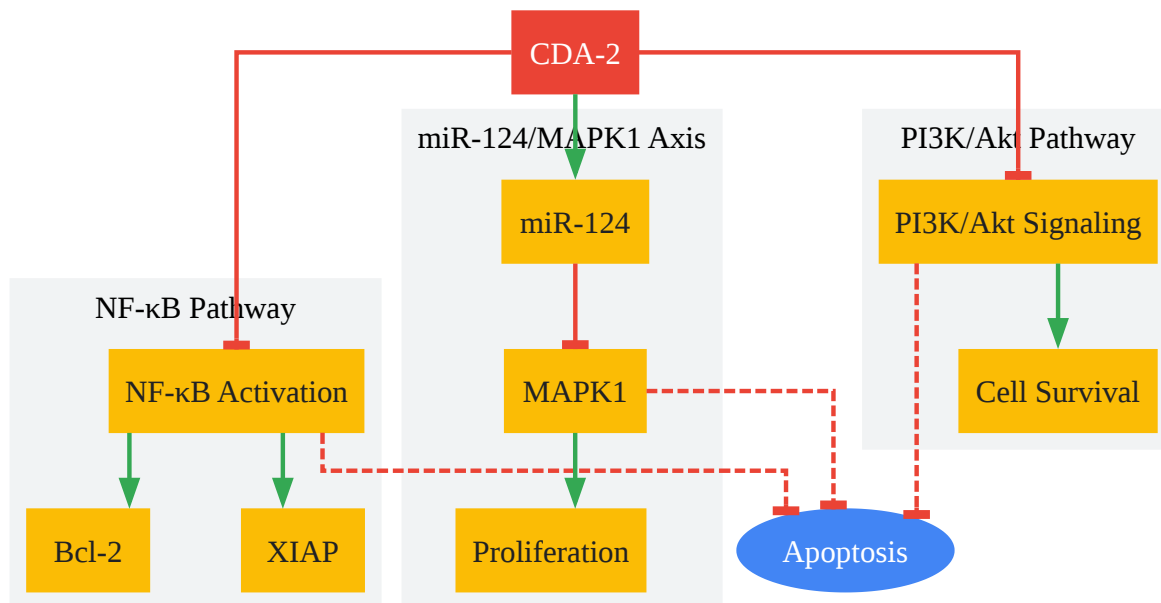 CDA-2
miR-124/MAPK1 Axis
PI3K/Akt Pathway
miR-124
PI3K/Akt Signaling
NF-κB Pathway
NF-κB Activation
MAPK1
Cell Survival
Bcl-2
XIAP
Proliferation
Apoptosis